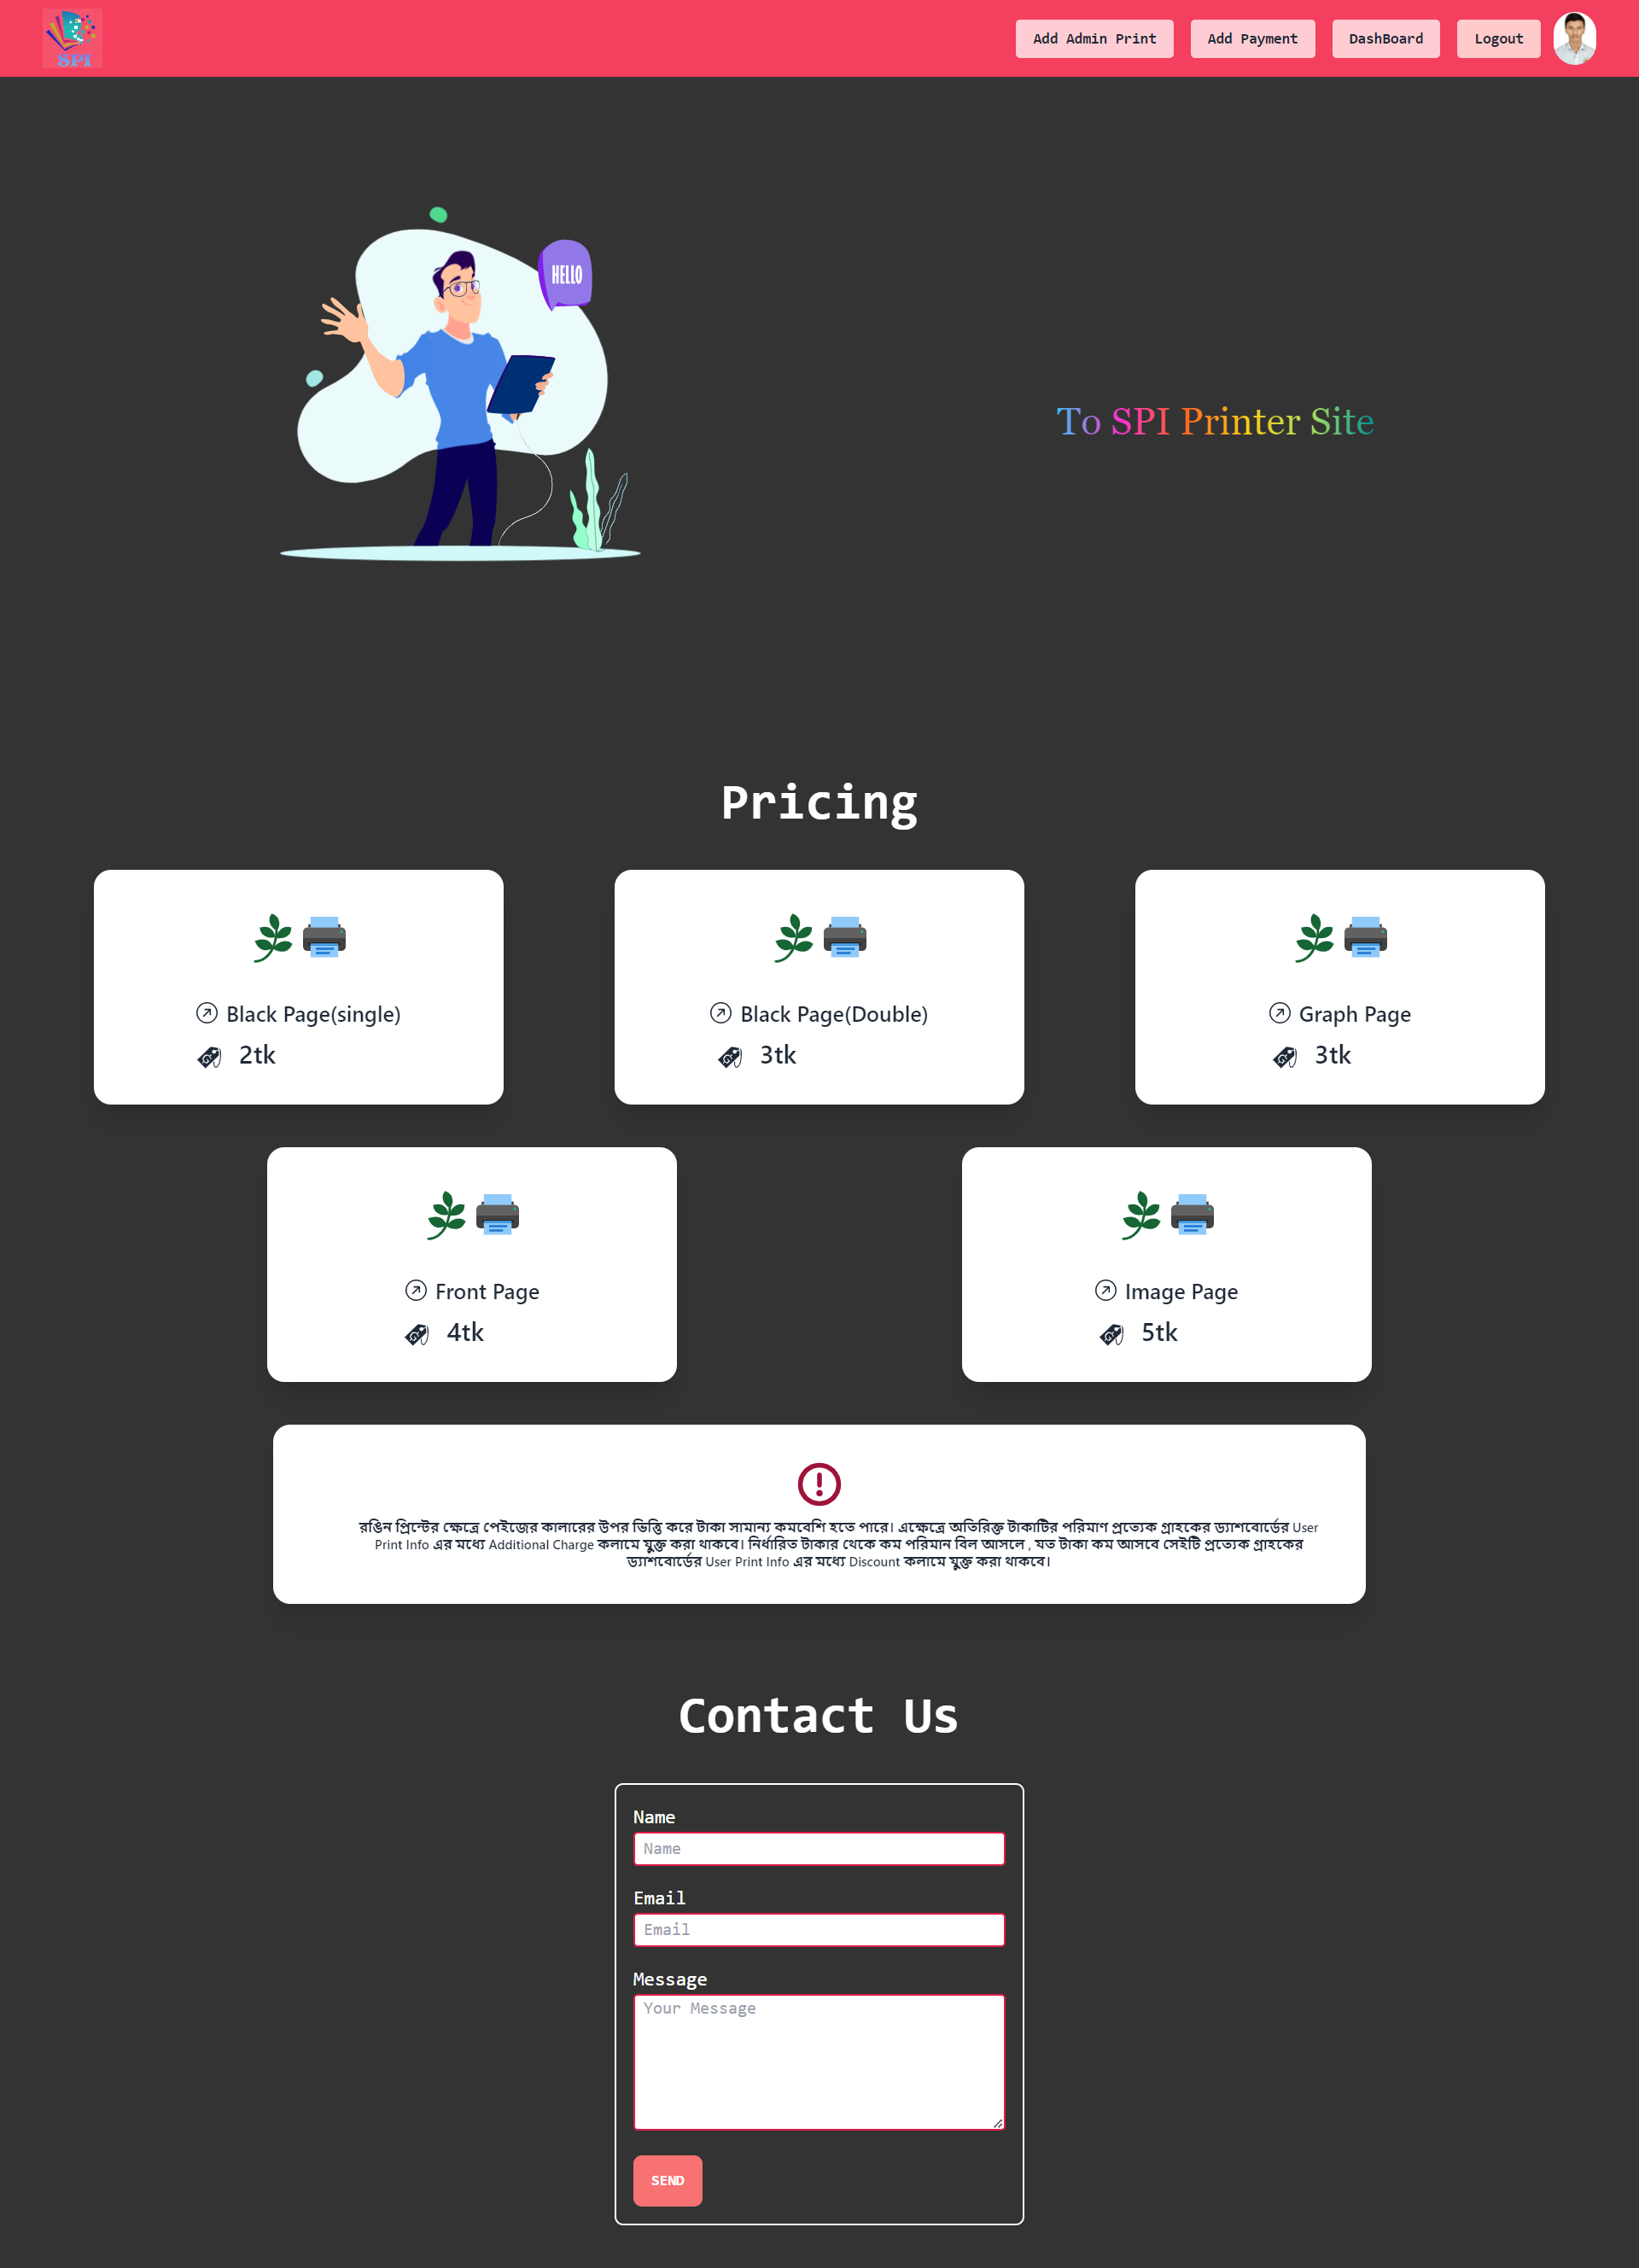 SPI
Add Admin Print
Add Payment
DashBoard
Logout
HELLO
To SPI Printer Site
Pricing
Black Page(single)
2tk
Black Page(Double)
3tk
Graph Page
3tk
Front Page
4tk
Image Page
5tk
রঙিন প্রিন্টের ক্ষেত্রে পেইজের কালারের উপর ভিত্তি করে টাকা সামান্য কমবেশি হতে পারে। এক্ষেত্রে অতিরিক্ত টাকাটির পরিমাণ প্রত্যেক গ্রাহকের ড্যাশবোর্ডের User
Print Info এর মধ্যে Additional Charge কলামে যুক্ত করা থাকবে। নির্ধারিত টাকার থেকে কম পরিমান বিল আসলে , যত টাকা কম আসবে সেইটি প্রত্যেক গ্রাহকের
ড্যাশবোর্ডের User Print Info এর মধ্যে Discount কলামে যুক্ত করা থাকবে।
Contact Us
Name
Name
Email
Email
Message
Your Message
SEND